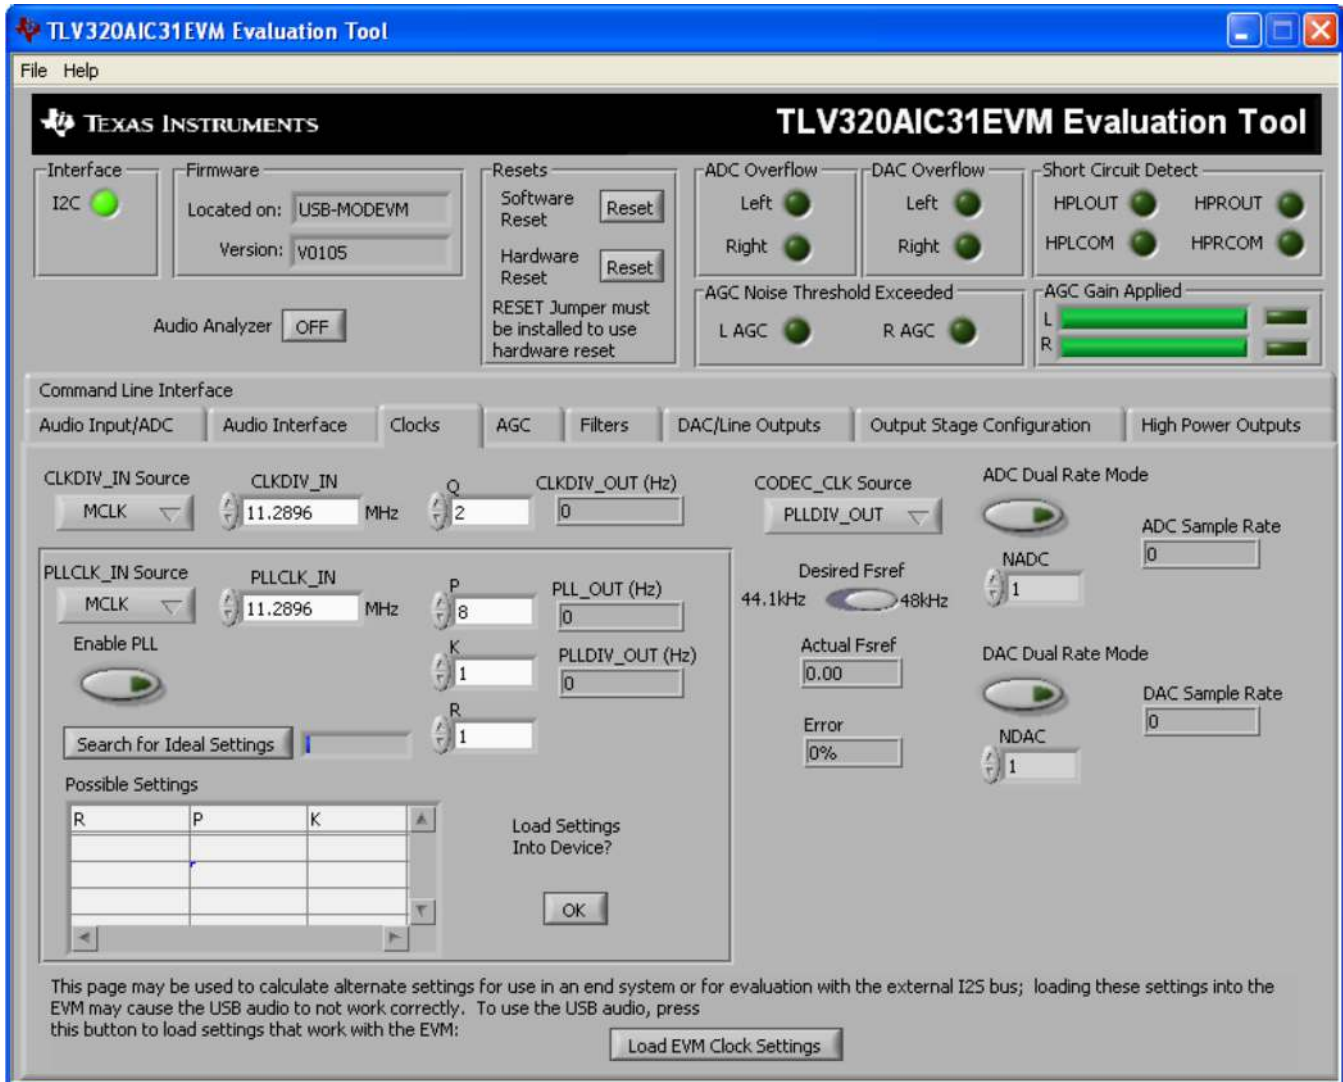 TLV320AIC31EVM Evaluation Tool
File Help
TEXAS INSTRUMENTS
TLV320AIC31EVM Evaluation Tool
Interface
I2C
Firmware
Located on: USB-MODEVM
Version: V0105
Audio Analyzer OFF
Resets
Software
Reset
Reset
Hardware
Reset
Reset
RESET Jumper must
be installed to use
hardware reset
ADC Overflow
Left
Right
DAC Overflow
Left
Right
Short Circuit Detect
HPLOUT HPROUT
HPLCOM HPRCOM
AGC Noise Threshold Exceeded
L AGC R AGC
AGC Gain Applied
L
R
Command Line Interface
Audio Input/ADC Audio Interface Clocks AGC Filters DAC/Line Outputs Output Stage Configuration High Power Outputs
CLKDIV_IN Source
MCLK
CLKDIV_IN
11.2896 MHz
Q
2
CLKDIV_OUT (Hz)
0
PLLCLK_IN Source
MCLK
PLLCLK_IN
11.2896 MHz
P
8
PLL_OUT (Hz)
0
Enable PLL
K
1
PLLDIV_OUT (Hz)
0
R
1
Search for Ideal Settings
Possible Settings
R P K
Load Settings
Into Device?
OK
CODEC_CLK Source
PLLDIV_OUT
Desired Fsref
44.1kHz 48kHz
Actual Fsref
0.00
Error
0%
ADC Dual Rate Mode
NADC
1
ADC Sample Rate
0
DAC Dual Rate Mode
NDAC
1
DAC Sample Rate
0
This page may be used to calculate alternate settings for use in an end system or for evaluation with the external I2S bus; loading these settings into the
EVM may cause the USB audio to not work correctly. To use the USB audio, press
this button to load settings that work with the EVM:
Load EVM Clock Settings